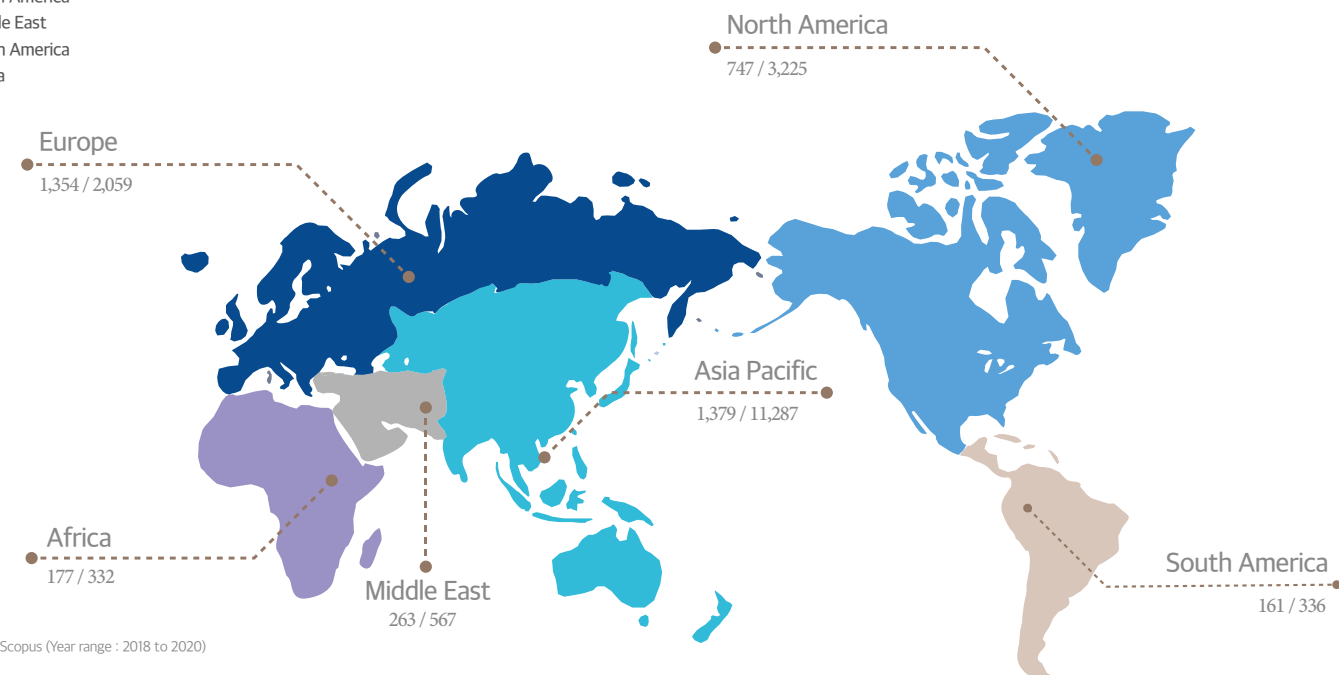 America
le East
America
North America
747 / 3,225
Europe
1,354 / 2,059
Asia Pacific
1,379 / 11,287
Africa
177 / 332
Middle East
263 / 567
South America
161 / 336
Scopus (Year range : 2018 to 2020)